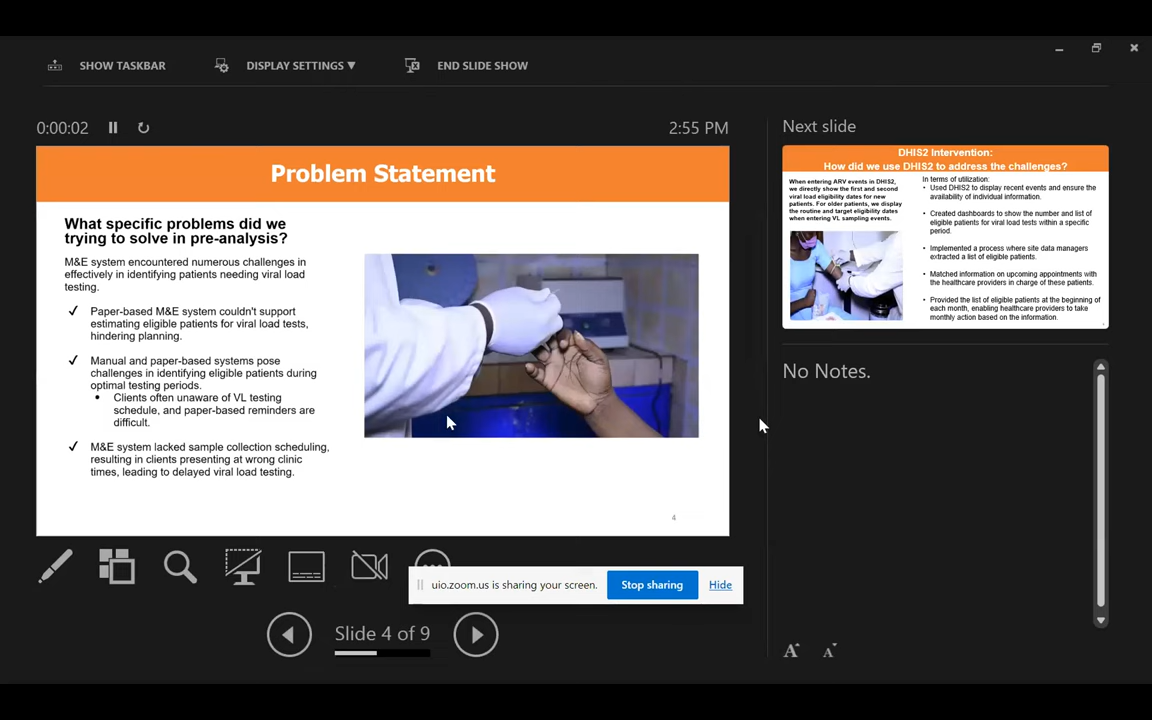 SHOW TASKBAR
DISPLAY SETTINGS ▼
END SLIDE SHOW
0:00:02
2:55 PM
Problem Statement
What specific problems did we
trying to solve in pre-analysis?
M&E system encountered numerous challenges in
effectively in identifying patients needing viral load
testing.
✓ Paper-based M&E system couldn't support
estimating eligible patients for viral load tests,
hindering planning.
✓ Manual and paper-based systems pose
challenges in identifying eligible patients during
optimal testing periods.
• Clients often unaware of VL testing
schedule, and paper-based reminders are
difficult.
✓ M&E system lacked sample collection scheduling,
resulting in clients presenting at wrong clinic
times, leading to delayed viral load testing.
4
Next slide
DHIS2 Intervention:
How did we use DHIS2 to address the challenges?
When entering ARV events in DHIS2,
we directly show the first and second
viral load eligibility dates for new
patients. For older patients, we display
the routine and target eligibility dates
when entering VL sampling events.
In terms of utilization:
• Used DHIS2 to display recent events and ensure the
availability of individual information.
• Created dashboards to show the number and list of
eligible patients for viral load tests within a specific
period.
• Implemented a process where site data managers
extracted a list of eligible patients.
• Matched information on upcoming appointments with
the healthcare providers in charge of these patients.
• Provided the list of eligible patients at the beginning of
each month, enabling healthcare providers to take
monthly action based on the information.
No Notes.
uio.zoom.us is sharing your screen.
Stop sharing
Hide
Slide 4 of 9
A
A